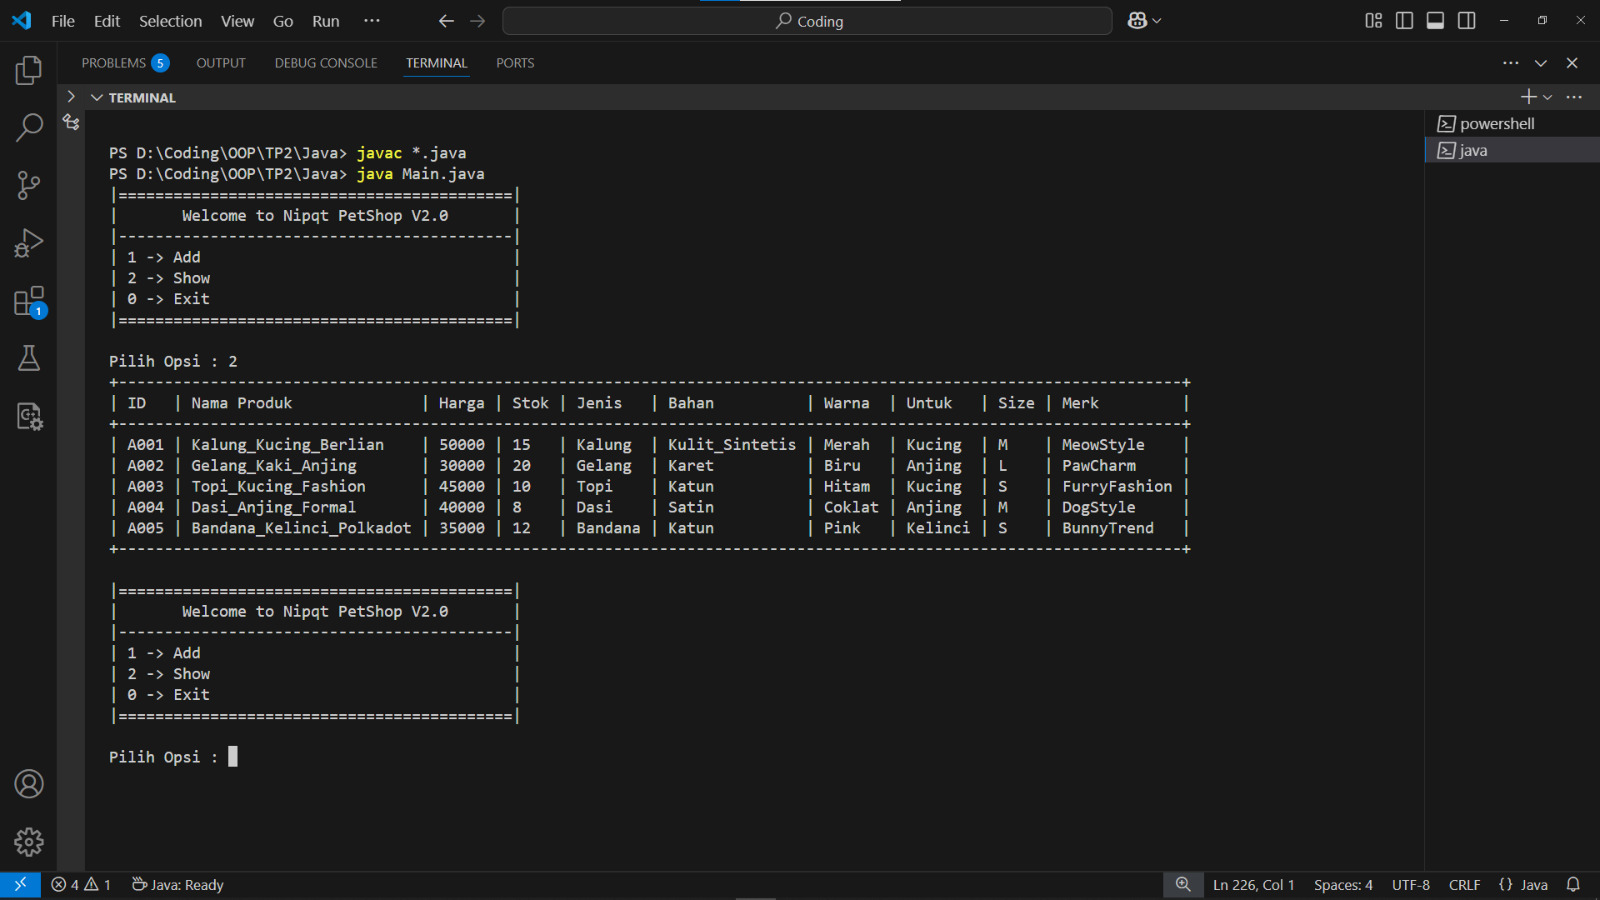 File Edit Selection View Go Run ··· Coding
PROBLEMS 5 OUTPUT DEBUG CONSOLE TERMINAL PORTS
TERMINAL
powershell
java
PS D:\Coding\OOP\TP2\Java> javac *.java
PS D:\Coding\OOP\TP2\Java> java Main.java
|===========================================|
|       Welcome to Nipqt PetShop V2.0       |
|-------------------------------------------|
| 1 -> Add                                  |
| 2 -> Show                                 |
| 0 -> Exit                                 |
|===========================================|
Pilih Opsi : 2
+--------------------------------------------------------------------------------------------------------------------+
| ID   | Nama Produk              | Harga | Stok | Jenis   | Bahan          | Warna  | Untuk   | Size | Merk         |
+--------------------------------------------------------------------------------------------------------------------+
| A001 | Kalung_Kucing_Berlian    | 50000 | 15   | Kalung  | Kulit_Sintetis | Merah  | Kucing  | M    | MeowStyle    |
| A002 | Gelang_Kaki_Anjing       | 30000 | 20   | Gelang  | Karet          | Biru   | Anjing  | L    | PawCharm     |
| A003 | Topi_Kucing_Fashion      | 45000 | 10   | Topi    | Katun          | Hitam  | Kucing  | S    | FurryFashion |
| A004 | Dasi_Anjing_Formal       | 40000 | 8    | Dasi    | Satin          | Coklat | Anjing  | M    | DogStyle     |
| A005 | Bandana_Kelinci_Polkadot | 35000 | 12   | Bandana | Katun          | Pink   | Kelinci | S    | BunnyTrend   |
+--------------------------------------------------------------------------------------------------------------------+
|===========================================|
|       Welcome to Nipqt PetShop V2.0       |
|-------------------------------------------|
| 1 -> Add                                  |
| 2 -> Show                                 |
| 0 -> Exit                                 |
|===========================================|
Pilih Opsi :
1
4 1 Java: Ready Ln 226, Col 1 Spaces: 4 UTF-8 CRLF {} Java